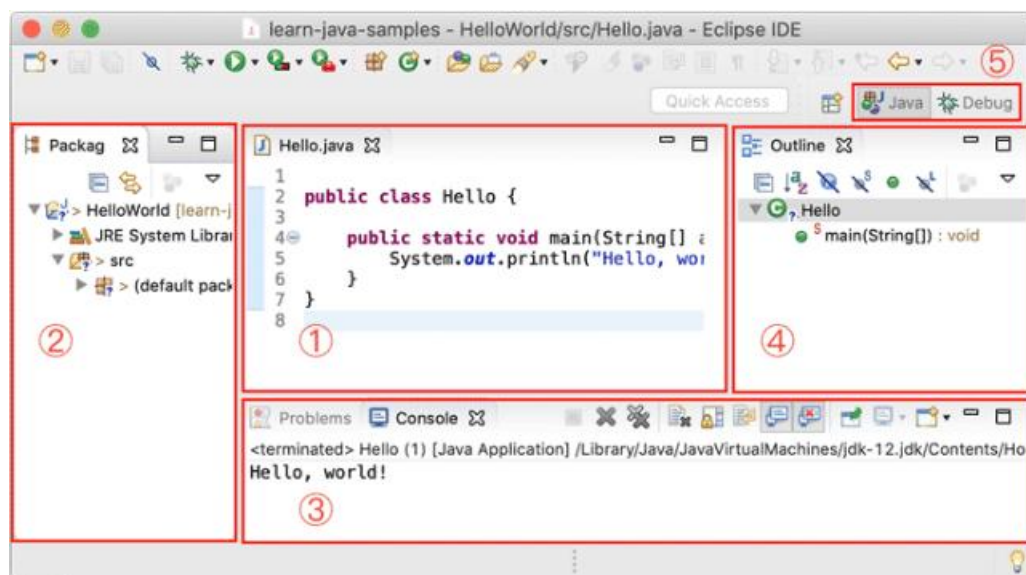 learn-java-samples - HelloWorld/src/Hello.java - Eclipse IDE
⑤
Quick Access
Java Debug
Packag
> HelloWorld [learn-j
JRE System Librar
> src
> (default pack
②
Hello.java
1
2 public class Hello {
3
4 public static void main(String[] a
5 System.out.println("Hello, wor
6 }
7 }
8
①
Outline
Hello
S main(String[]) : void
④
Problems Console
<terminated> Hello (1) [Java Application] /Library/Java/JavaVirtualMachines/jdk-12.jdk/Contents/Ho
Hello, world!
③